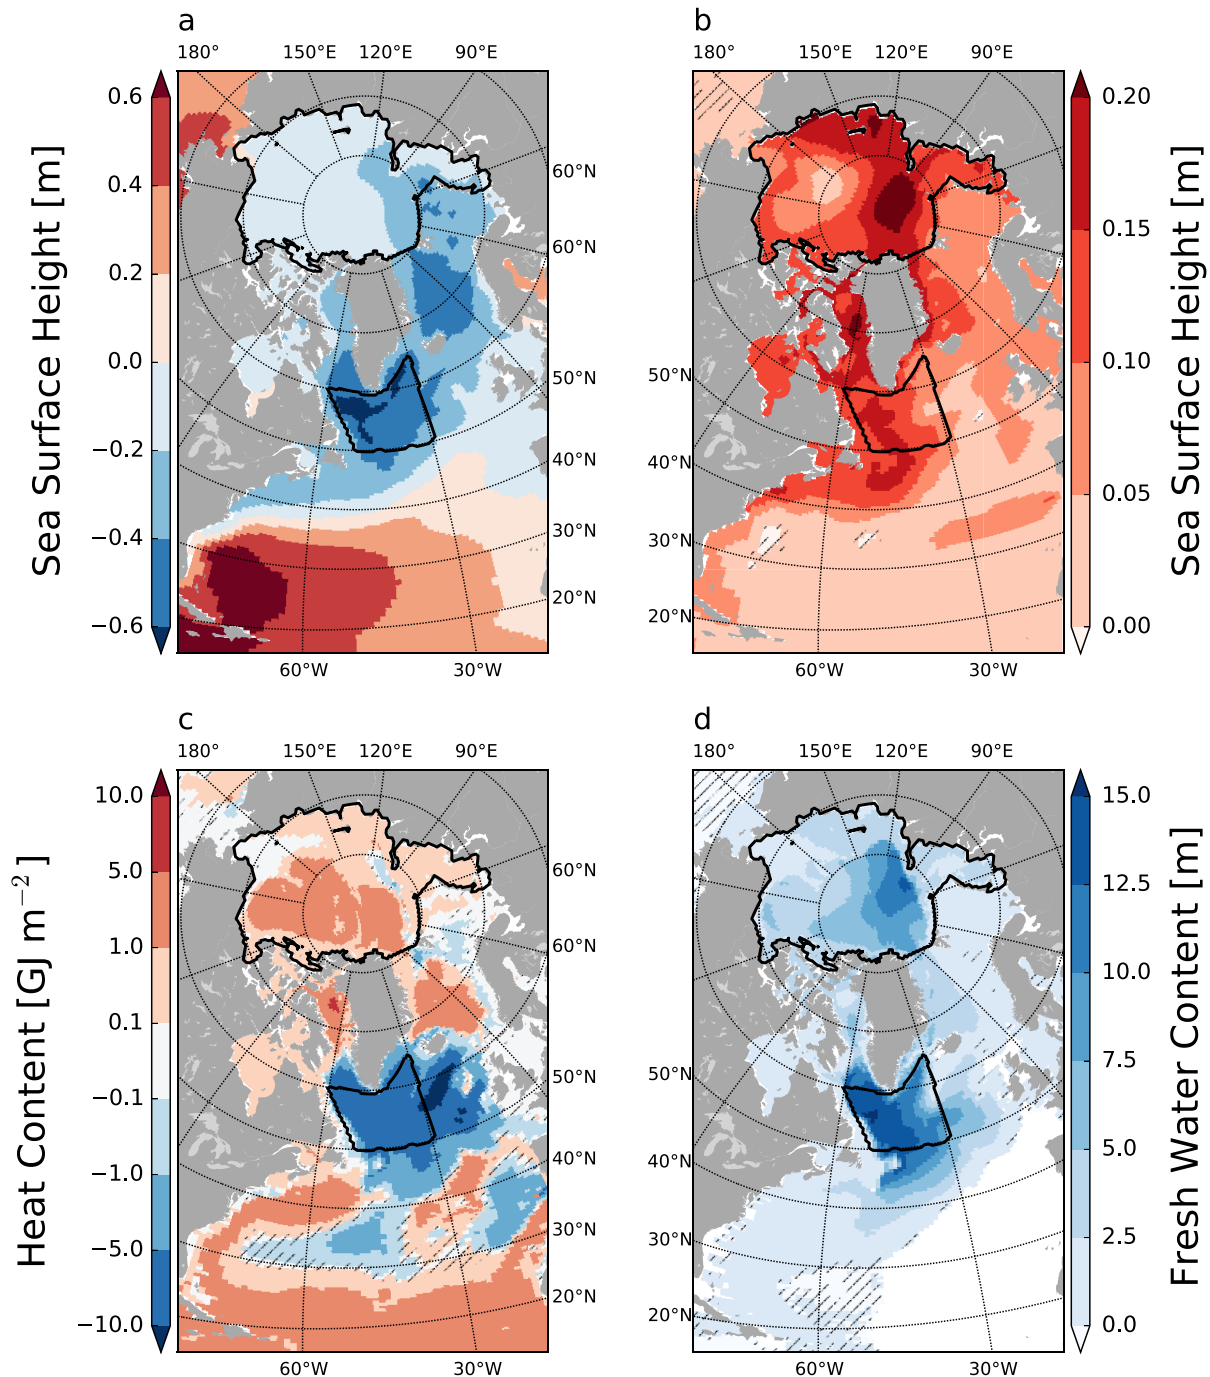 a
b
180° 150°E 120°E 90°E
180° 150°E 120°E 90°E
Sea Surface Height [m]
0.6
0.4
0.2
0.0
−0.2
−0.4
−0.6
60°N
60°N
50°N
40°N
30°N
20°N
60°W 30°W
50°N
40°N
30°N
20°N
60°W 30°W
0.20
0.15
0.10
0.05
0.00
Sea Surface Height [m]
c
d
180° 150°E 120°E 90°E
180° 150°E 120°E 90°E
Heat Content [GJ m−2 ]
10.0
5.0
1.0
0.1
−0.1
−1.0
−5.0
−10.0
60°N
60°N
50°N
40°N
30°N
20°N
60°W 30°W
50°N
40°N
30°N
20°N
60°W 30°W
15.0
12.5
10.0
7.5
5.0
2.5
0.0
Fresh Water Content [m]